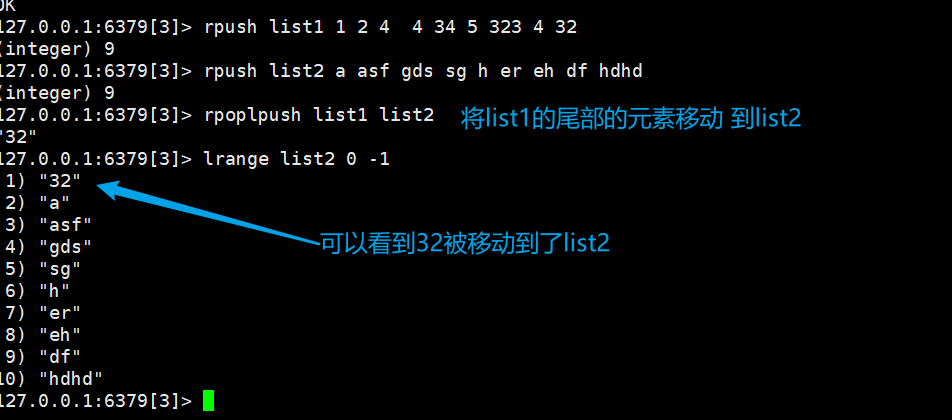 OK
127.0.0.1:6379[3]> rpush list1 1 2 4  4 34 5 323 4 32
(integer) 9
127.0.0.1:6379[3]> rpush list2 a asf gds sg h er eh df hdhd
(integer) 9
127.0.0.1:6379[3]> rpoplpush list1 list2 将list1的尾部的元素移动 到list2
"32"
127.0.0.1:6379[3]> lrange list2 0 -1
1) "32"
2) "a"
3) "asf"
4) "gds" 可以看到32被移动到了list2
5) "sg"
6) "h"
7) "er"
8) "eh"
9) "df"
10) "hdhd"
127.0.0.1:6379[3]>